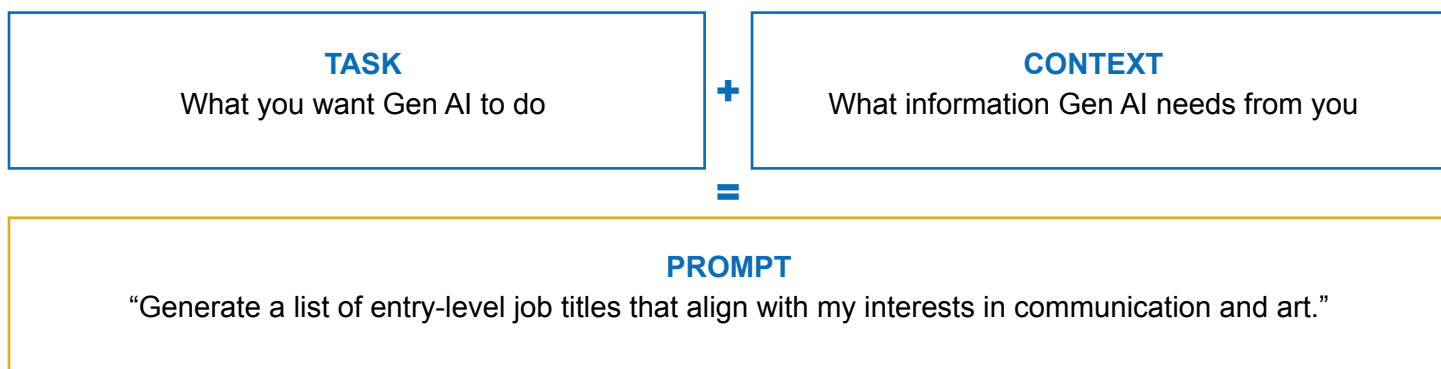 TASK
What you want Gen AI to do
+
CONTEXT
What information Gen AI needs from you
=
PROMPT
“Generate a list of entry-level job titles that align with my interests in communication and art.”